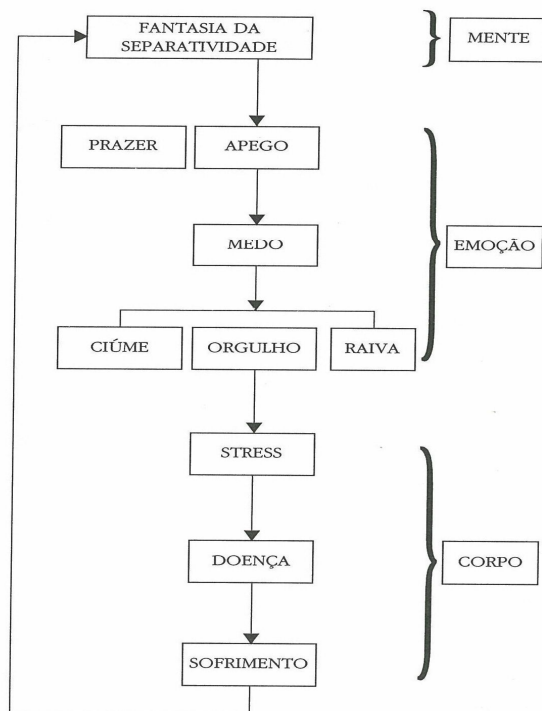 FANTASIA DA
SEPARATIVIDADE
MENTE
PRAZER
APEGO
MEDO
EMOÇÃO
CIÚME
ORGULHO
RAIVA
STRESS
DOENÇA
CORPO
SOFRIMENTO